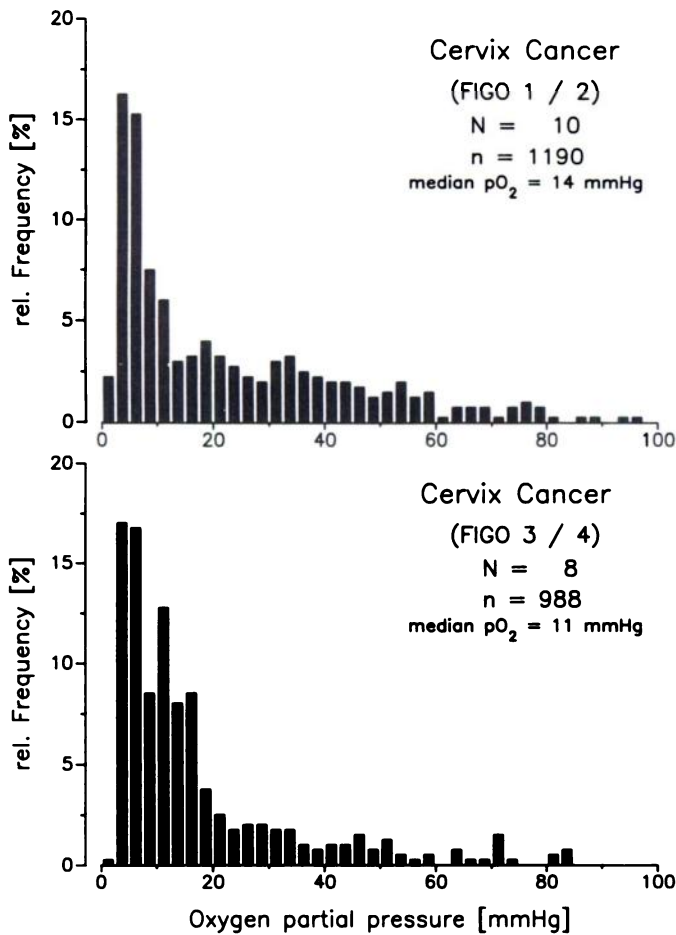 20
15
10
5
0
rel. Frequency [%]
Cervix Cancer
(FIGO 1 / 2)
N = 10
n = 1190
median pO2 = 14 mmHg
0 20 40 60 80 100
20
15
10
5
0
rel. Frequency [%]
Cervix Cancer
(FIGO 3 / 4)
N = 8
n = 988
median pO2 = 11 mmHg
0 20 40 60 80 100
Oxygen partial pressure [mmHg]